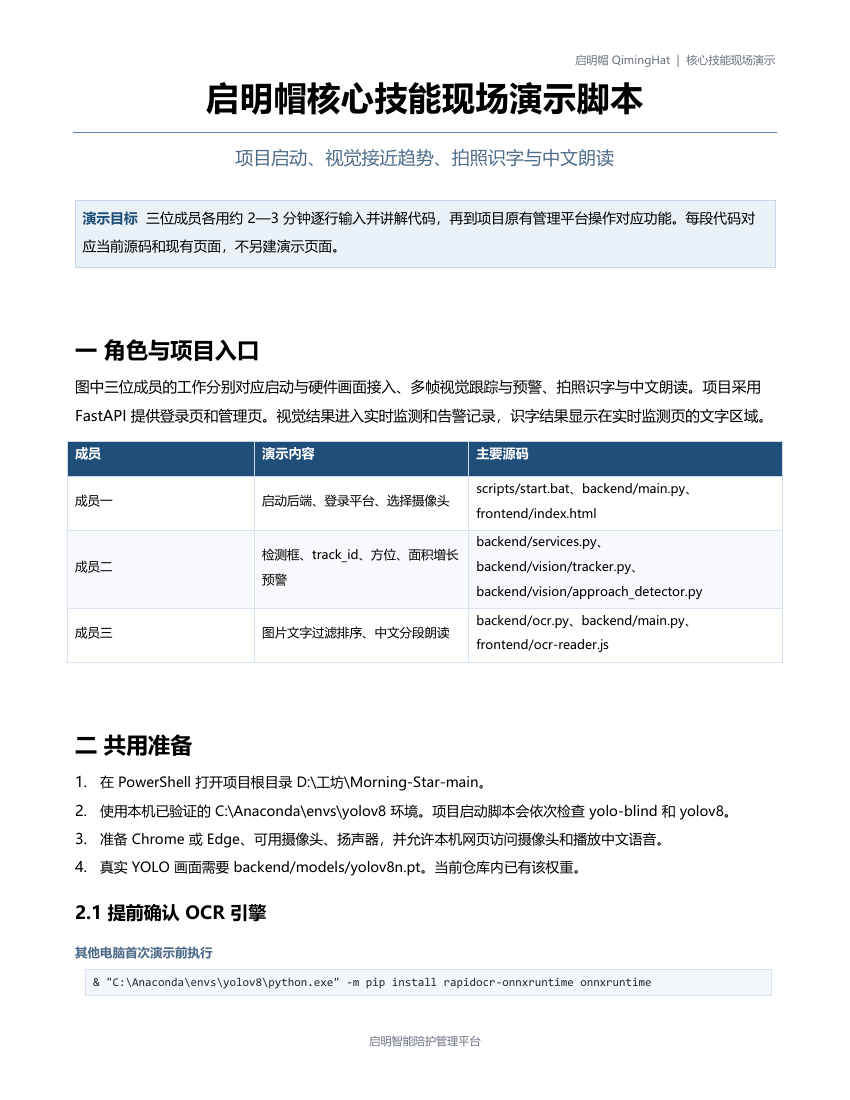 启明帽 QimingHat | 核心技能现场演示
启明帽核心技能现场演示脚本
项目启动、视觉接近趋势、拍照识字与中文朗读
演示目标 三位成员各用约 2—3 分钟逐行输入并讲解代码，再到项目原有管理平台操作对应功能。每段代码对
应当前源码和现有页面，不另建演示页面。
一 角色与项目入口
图中三位成员的工作分别对应启动与硬件画面接入、多帧视觉跟踪与预警、拍照识字与中文朗读。项目采用
FastAPI 提供登录页和管理页。视觉结果进入实时监测和告警记录，识字结果显示在实时监测页的文字区域。
成员 演示内容 主要源码
成员一 启动后端、登录平台、选择摄像头 scripts/start.bat、backend/main.py、
frontend/index.html
成员二 检测框、track_id、方位、面积增长
预警 backend/services.py、
backend/vision/tracker.py、
backend/vision/approach_detector.py
成员三 图片文字过滤排序、中文分段朗读 backend/ocr.py、backend/main.py、
frontend/ocr-reader.js
二 共用准备
1. 在 PowerShell 打开项目根目录 D:\工坊\Morning-Star-main。
2. 使用本机已验证的 C:\Anaconda\envs\yolov8 环境。项目启动脚本会依次检查 yolo-blind 和 yolov8。
3. 准备 Chrome 或 Edge、可用摄像头、扬声器，并允许本机网页访问摄像头和播放中文语音。
4. 真实 YOLO 画面需要 backend/models/yolov8n.pt。当前仓库内已有该权重。
2.1 提前确认 OCR 引擎
其他电脑首次演示前执行
& "C:\Anaconda\envs\yolov8\python.exe" -m pip install rapidocr-onnxruntime onnxruntime
启明智能陪护管理平台